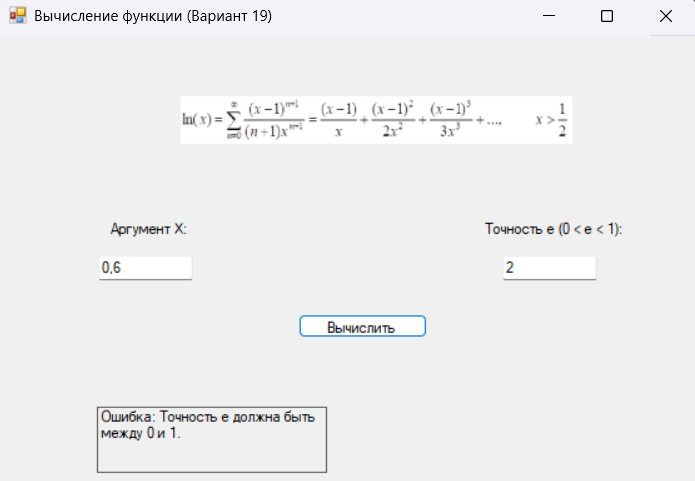 Вычисление функции (Вариант 19)
ln(x) = ∑_{n=0}^{∞} (x−1)^{n+1} / (n+1)x^{n+1} = (x−1)/x + (x−1)²/2x² + (x−1)³/3x³ + ..., x > 1/2
Аргумент X: Точность e (0 < e < 1):
0,6 2
Вычислить
Ошибка: Точность e должна быть
между 0 и 1.